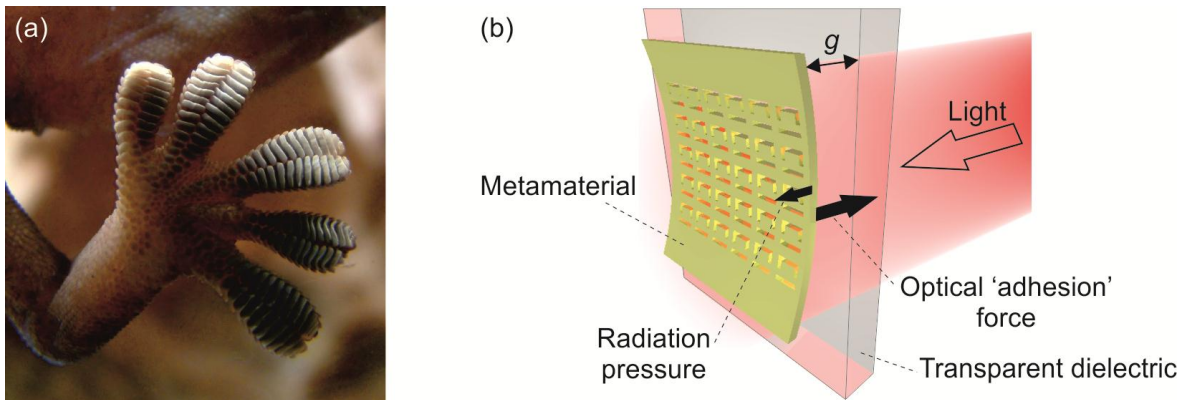 (a)
(b)
g
Light
Metamaterial
Optical ‘adhesion’
force
Radiation
pressure
Transparent dielectric